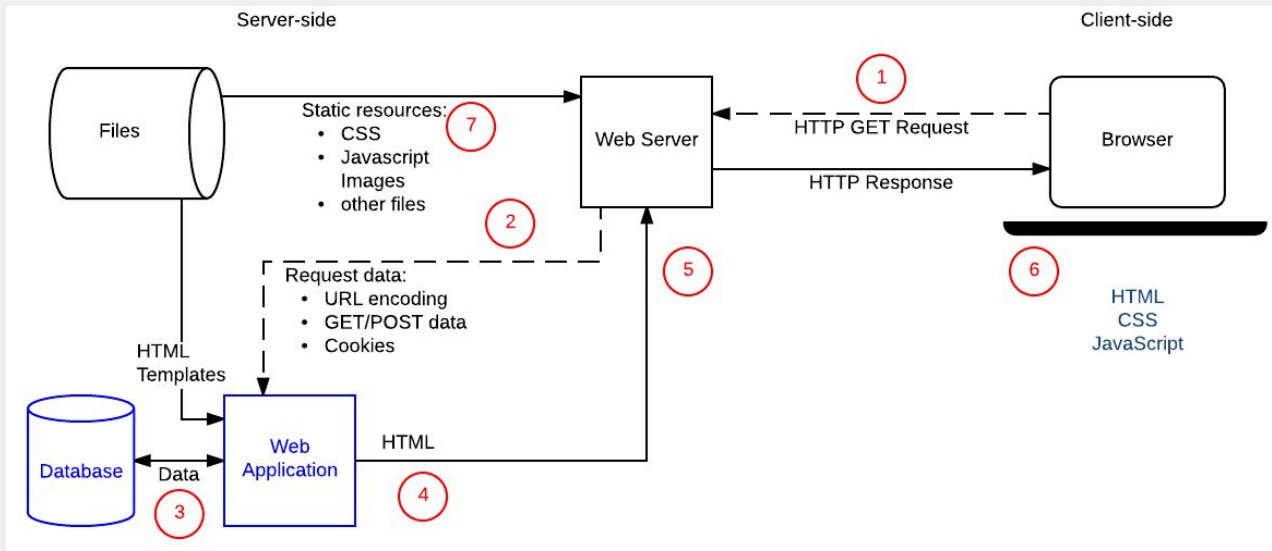 Server-side
Client-side
Files
Static resources:
• CSS
• Javascript
Images
• other files
7
Web Server
1
HTTP GET Request
HTTP Response
Browser
2
Request data:
• URL encoding
• GET/POST data
• Cookies
5
6
HTML
CSS
JavaScript
HTML
Templates
Database
Data
3
Web
Application
HTML
4